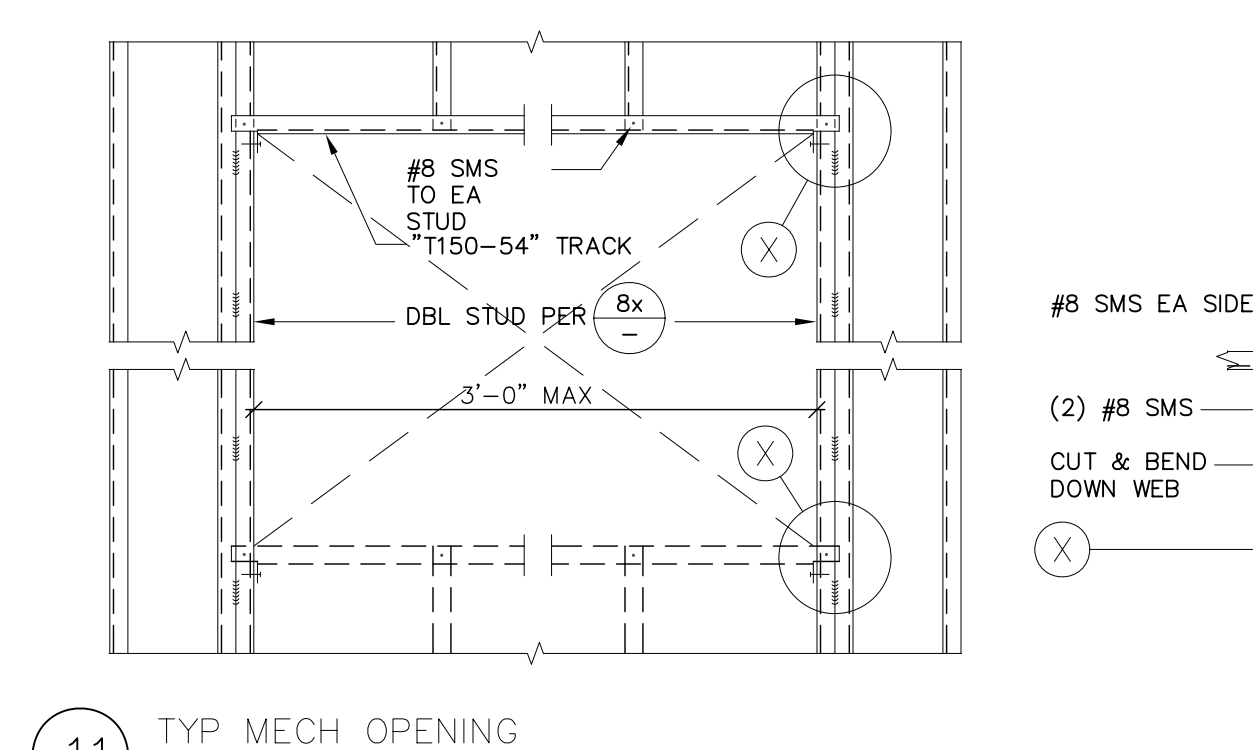 #8 SMS
TO EA
STUD
"T150-54" TRACK
X
DBL STUD PER
8x
-
3'-0" MAX
X
#8 SMS EA SIDE
(2) #8 SMS
CUT & BEND
DOWN WEB
X
11
TYP MECH OPENING